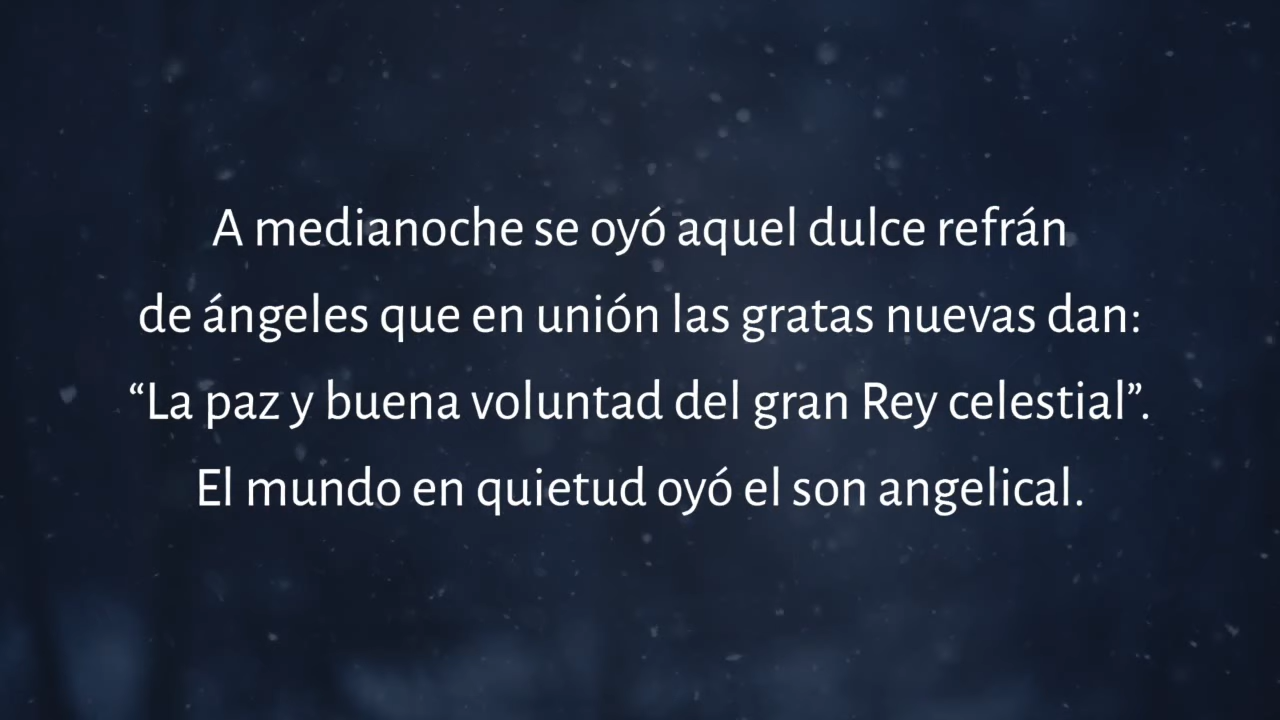 A medianoche se oyó aquel dulce refrán
de ángeles que en unión las gratas nuevas dan:
“La paz y buena voluntad del gran Rey celestial”.
El mundo en quietud oyó el son angelical.